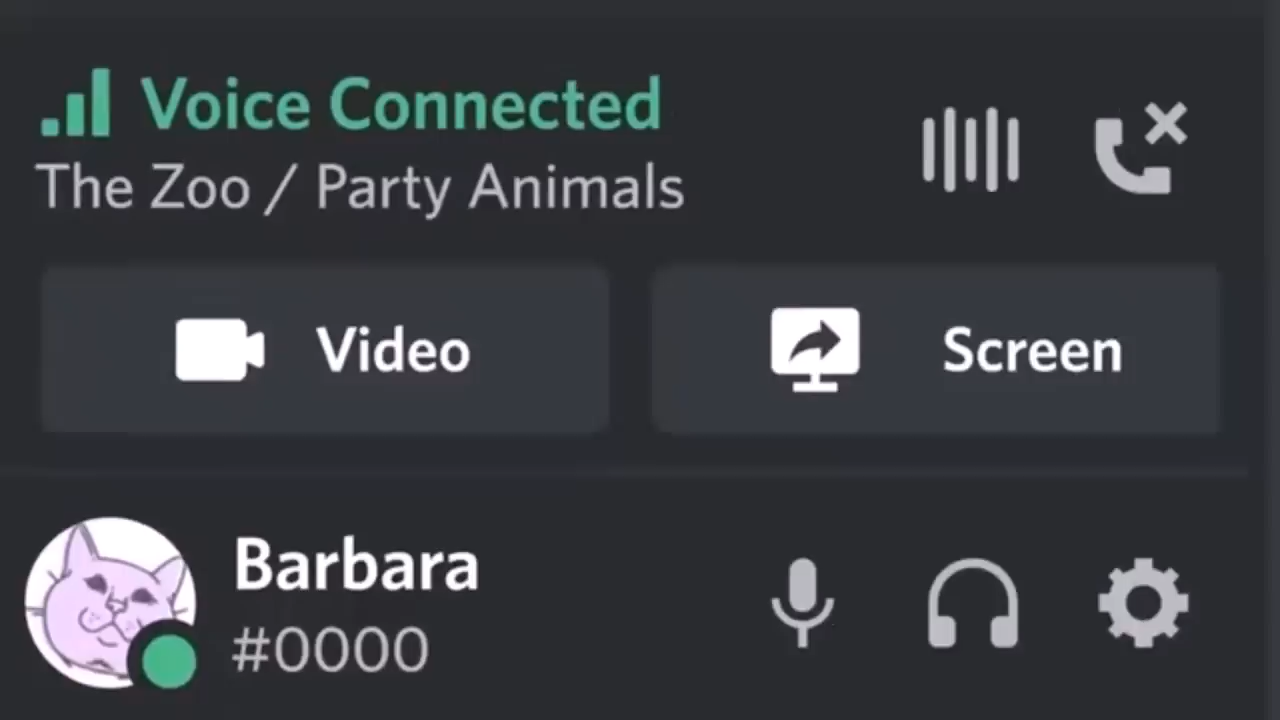 Voice Connected
The Zoo / Party Animals
Video
Screen
Barbara
#0000